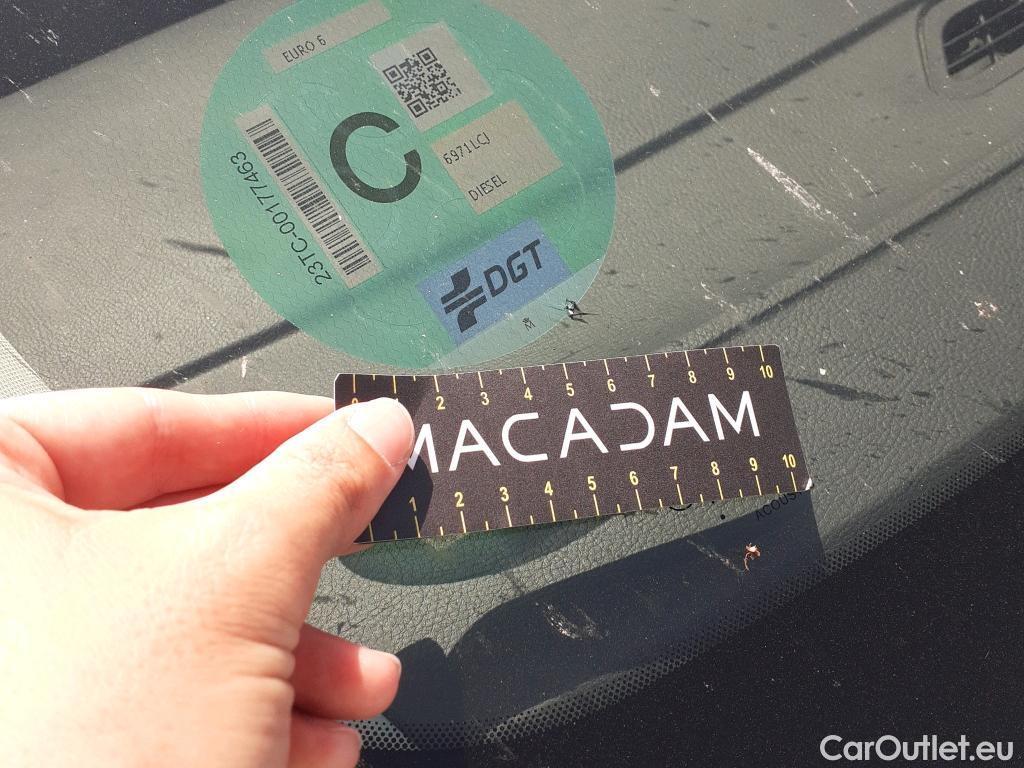 EURO 6
C
6971LCJ
DIESEL
23TC-00177463
DGT
M
0 1 2 3 4 5 6 7 8 9 10
MACADAM
1 2 3 4 5 6 7 8 9 10
CarOutlet.eu